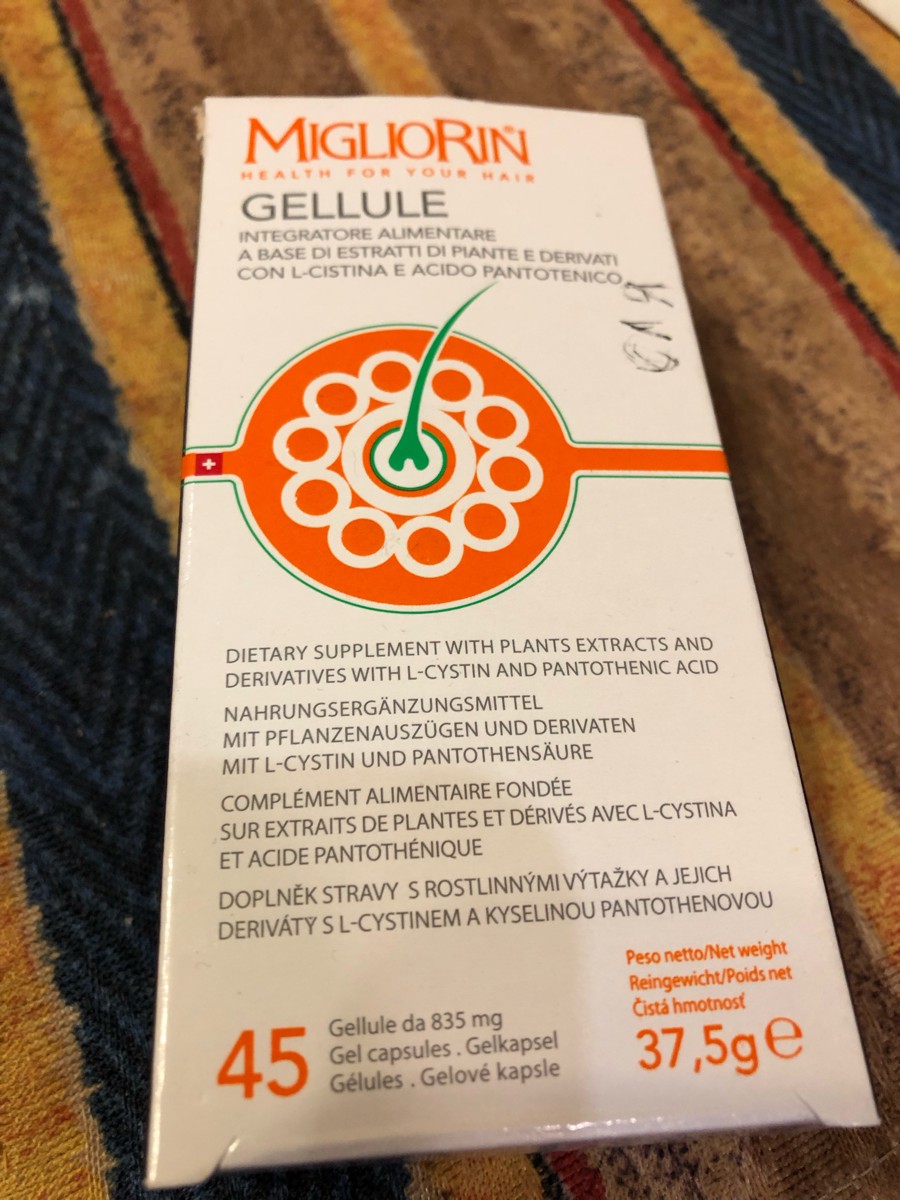 MIGLIORIN®
HEALTH FOR YOUR HAIR
GELLULE
INTEGRATORE ALIMENTARE
A BASE DI ESTRATTI DI PIANTE E DERIVATI
CON L-CISTINA E ACIDO PANTOTENICO
DIETARY SUPPLEMENT WITH PLANTS EXTRACTS AND
DERIVATIVES WITH L-CYSTIN AND PANTOTHENIC ACID
NAHRUNGSERGÄNZUNGSMITTEL
MIT PFLANZENAUSZÜGEN UND DERIVATEN
MIT L-CYSTIN UND PANTOTHENSÄURE
COMPLÉMENT ALIMENTAIRE FONDÉE
SUR EXTRAITS DE PLANTES ET DÉRIVÉS AVEC L-CYSTINA
ET ACIDE PANTOTHÉNIQUE
DOPLNĚK STRAVY S ROSTLINNÝMI VÝTAŽKY A JEJICH
DERIVÁTY S L-CYSTINEM A KYSELINOU PANTOTHENOVOU
Peso netto/Net weight
Reingewicht/Poids net
Čistá hmotnosť
37,5g℮
45
Gellule da 835 mg
Gel capsules . Gelkapsel
Gélules . Gelové kapsle